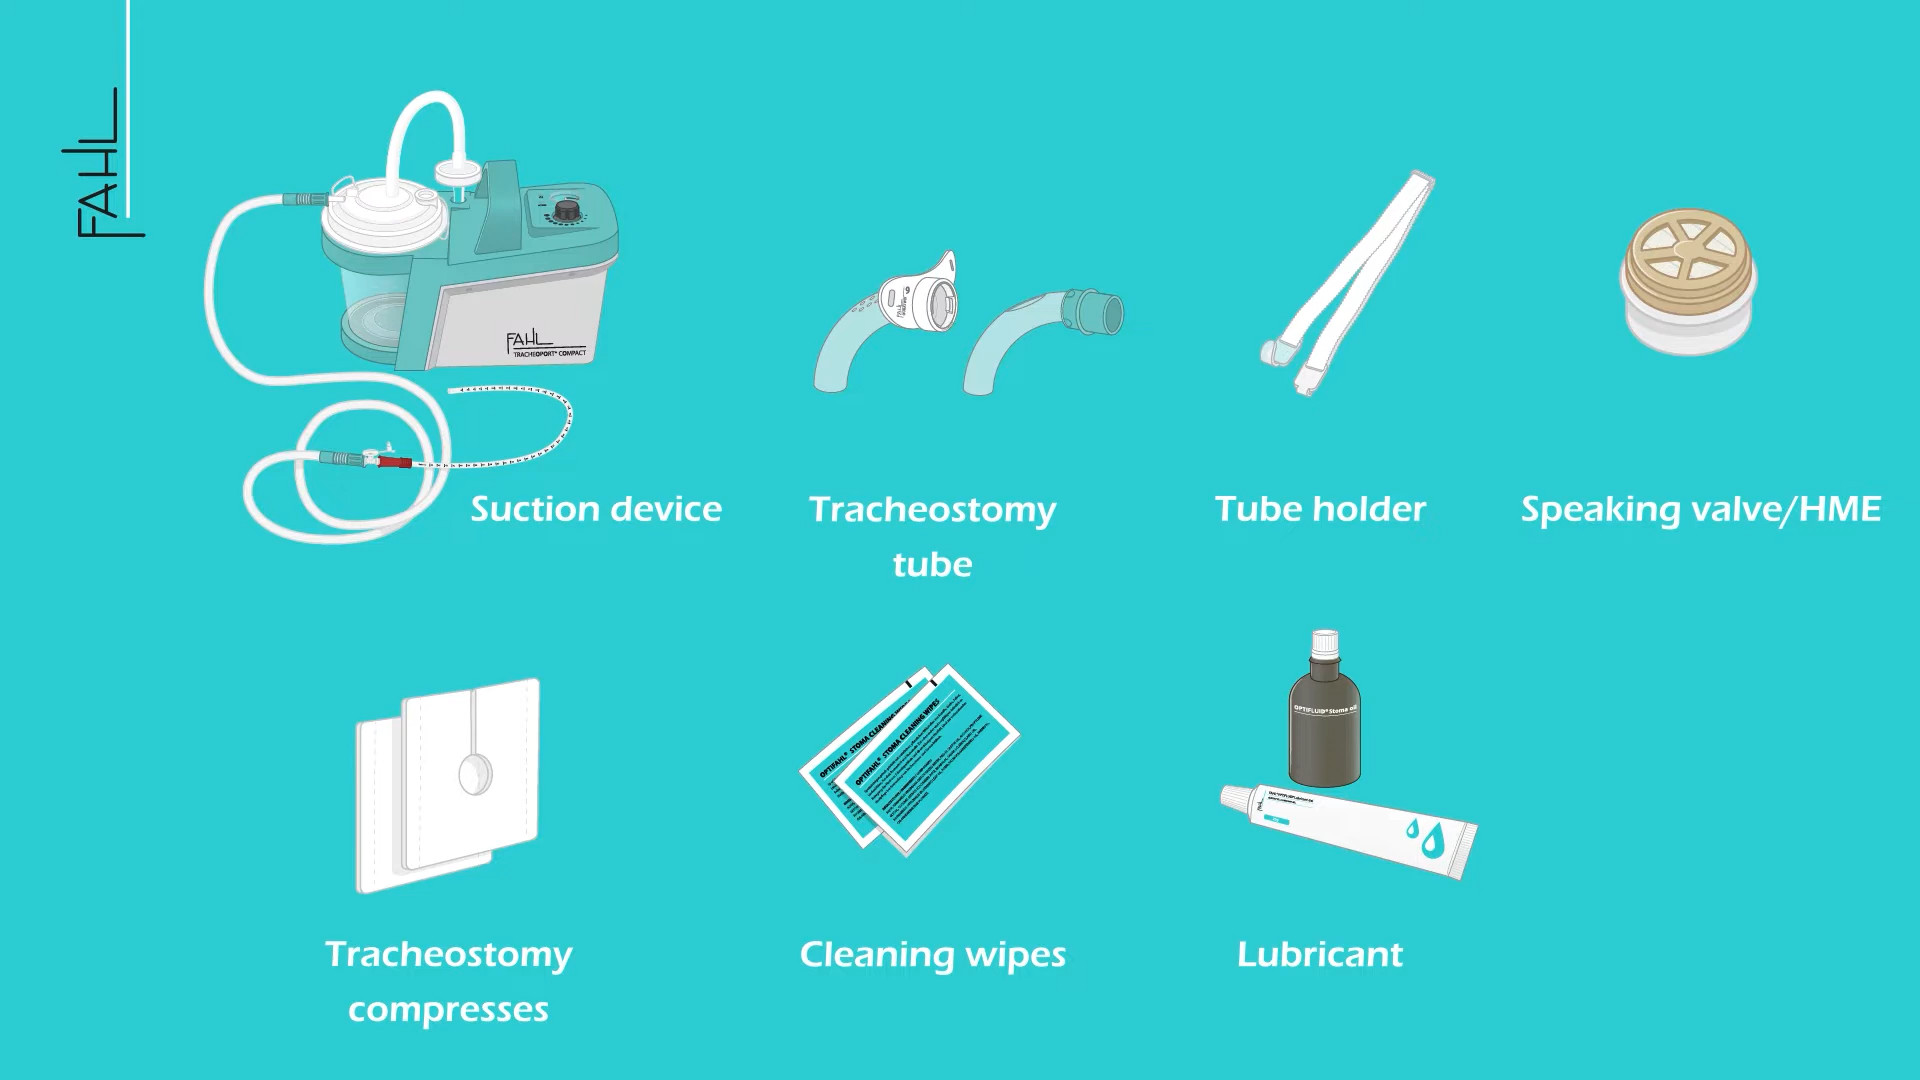 FAHL
FAHL
TRACHEOPORT® COMPACT
Suction device
Tracheostomy
tube
Tube holder
Speaking valve/HME
OPTIFAHL® STOMA CLEANING
OPTIFAHL® STOMA CLEANING WIPES
OPTIFLUID® Stoma oil
Tracheostomy
compresses
Cleaning wipes
Lubricant